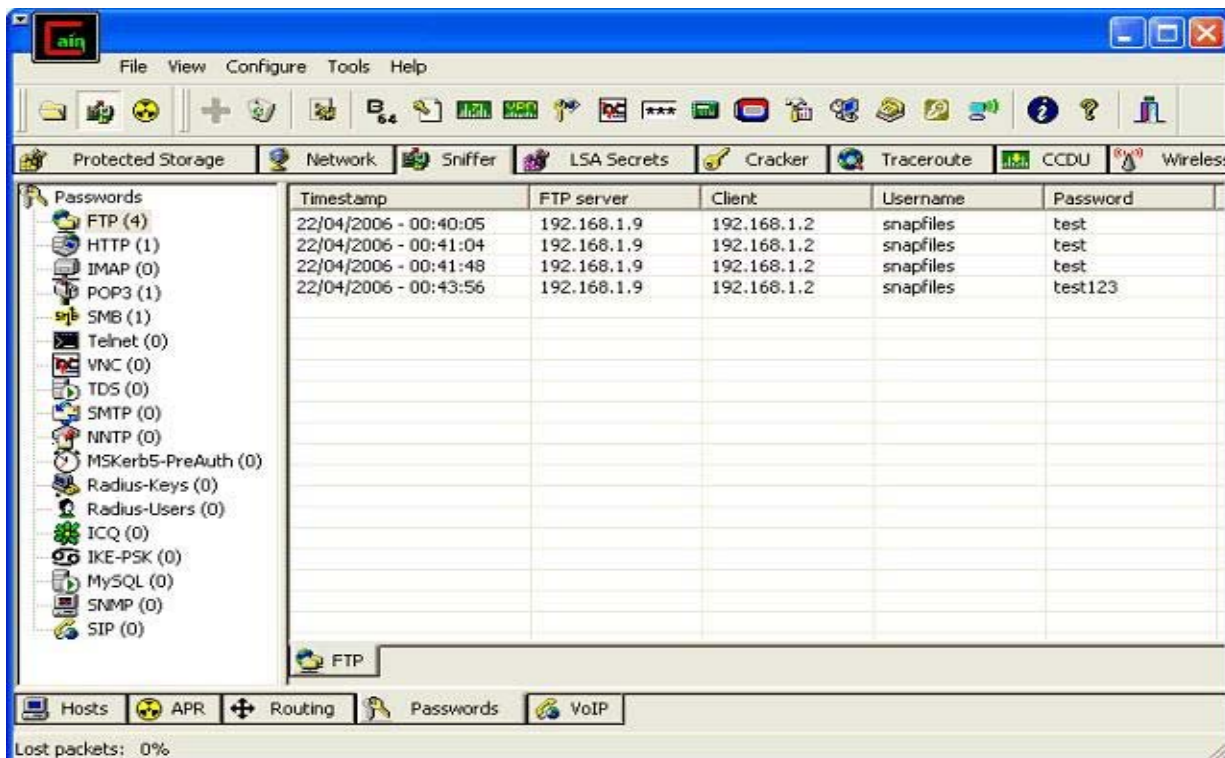 Cain
File View Configure Tools Help
B64
Protected Storage Network Sniffer LSA Secrets Cracker Traceroute CCDU Wireless
Passwords
FTP (4)
HTTP (1)
IMAP (0)
POP3 (1)
SMB (1)
Telnet (0)
VNC (0)
TDS (0)
SMTP (0)
NNTP (0)
MSKerb5-PreAuth (0)
Radius-Keys (0)
Radius-Users (0)
ICQ (0)
IKE-PSK (0)
MySQL (0)
SNMP (0)
SIP (0)
Timestamp FTP server Client Username Password
22/04/2006 - 00:40:05 192.168.1.9 192.168.1.2 snapfiles test
22/04/2006 - 00:41:04 192.168.1.9 192.168.1.2 snapfiles test
22/04/2006 - 00:41:48 192.168.1.9 192.168.1.2 snapfiles test
22/04/2006 - 00:43:56 192.168.1.9 192.168.1.2 snapfiles test123
FTP
Hosts APR Routing Passwords VoIP
Lost packets: 0%